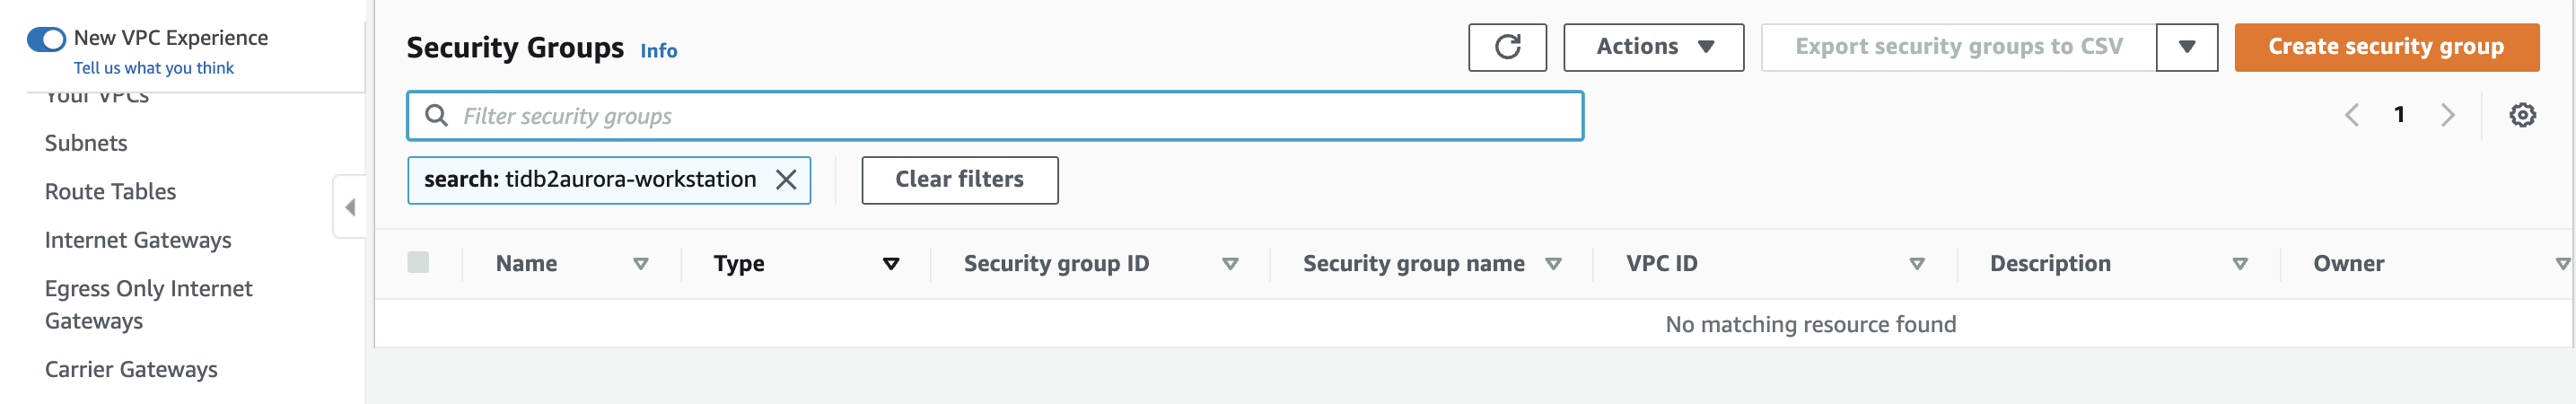 New VPC Experience
Tell us what you think
Your VPCs
Subnets
Route Tables
Internet Gateways
Egress Only Internet
Gateways
Carrier Gateways
Security Groups Info
Actions
Export security groups to CSV
Create security group
Filter security groups
1
search: tidb2aurora-workstation
Clear filters
Name Type Security group ID Security group name VPC ID Description Owner
No matching resource found